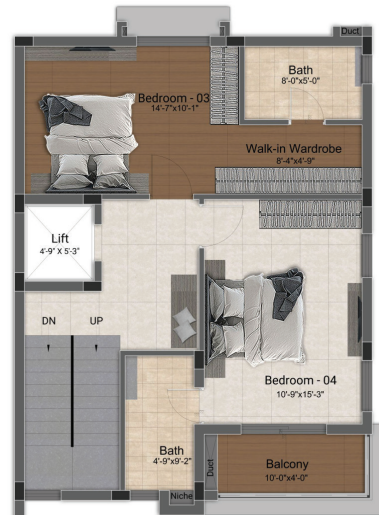 Duct
Bath
8'-0"x5'-0"
Bedroom - 03
14'-7"x10'-1"
Walk-in Wardrobe
8'-4"x4'-9"
Lift
4'-9" X 5'-3"
DN
UP
Bedroom - 04
10'-9"x15'-3"
Bath
4'-9"x9'-2"
Duct
Balcony
10'-0"x4'-0"
Niche